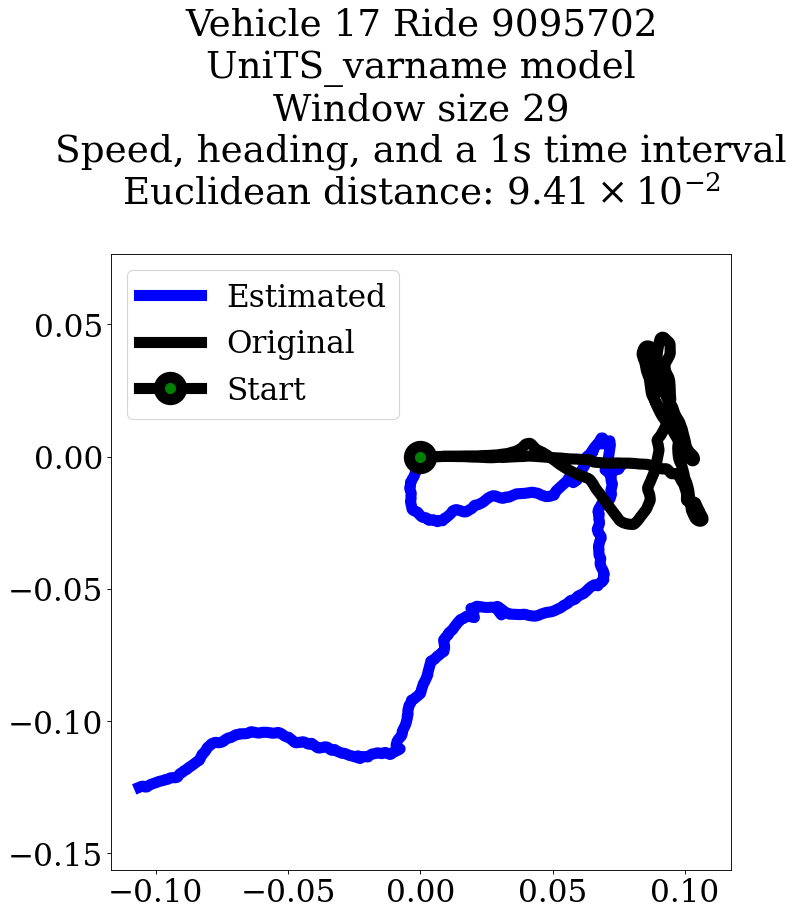 Vehicle 17 Ride 9095702
UniTS_varname model
Window size 29
Speed, heading, and a 1s time interval
Euclidean distance: 9.41 × 10⁻²
Estimated
Original
Start
0.05
0.00
−0.05
−0.10
−0.15
−0.10 −0.05 0.00 0.05 0.10